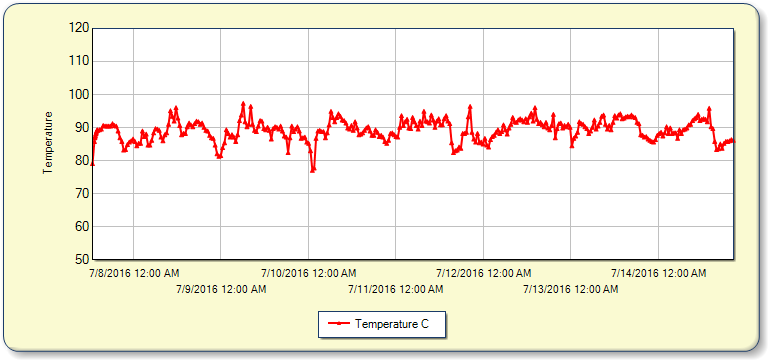 120
110
100
90
80
70
60
50
Temperature
7/8/2016 12:00 AM
7/10/2016 12:00 AM
7/12/2016 12:00 AM
7/14/2016 12:00 AM
7/9/2016 12:00 AM
7/11/2016 12:00 AM
7/13/2016 12:00 AM
Temperature C